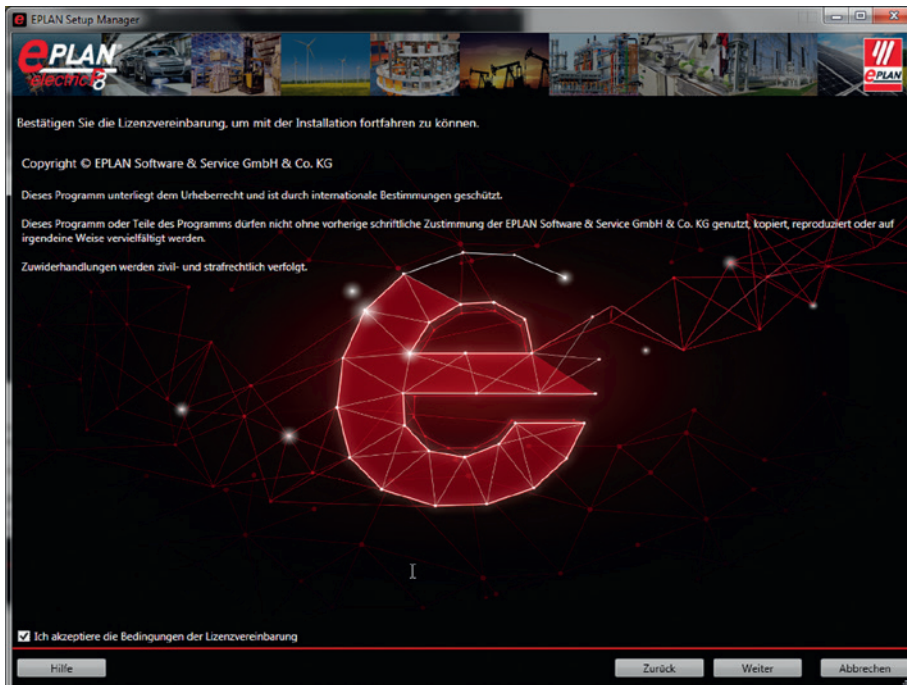 EPLAN Setup Manager
ePLAN
electric P8
ePLAN
Bestätigen Sie die Lizenzvereinbarung, um mit der Installation fortfahren zu können.
Copyright © EPLAN Software & Service GmbH & Co. KG
Dieses Programm unterliegt dem Urheberrecht und ist durch internationale Bestimmungen geschützt.
Dieses Programm oder Teile des Programms dürfen nicht ohne vorherige schriftliche Zustimmung der EPLAN Software & Service GmbH & Co. KG genutzt, kopiert, reproduziert oder auf
irgendeine Weise vervielfältigt werden.
Zuwiderhandlungen werden zivil- und strafrechtlich verfolgt.
e
Ich akzeptiere die Bedingungen der Lizenzvereinbarung
Hilfe
Zurück
Weiter
Abbrechen